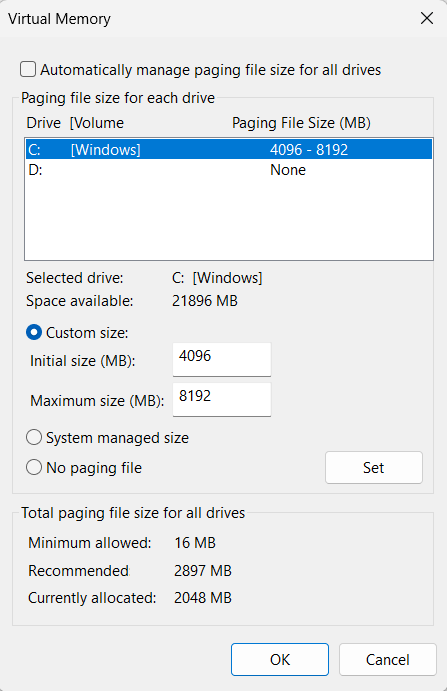 Virtual Memory
Automatically manage paging file size for all drives
Paging file size for each drive
Drive [Volume Paging File Size (MB)
C: [Windows] 4096 - 8192
D: None
Selected drive: C: [Windows]
Space available: 21896 MB
Custom size:
Initial size (MB): 4096
Maximum size (MB): 8192
System managed size
No paging file Set
Total paging file size for all drives
Minimum allowed: 16 MB
Recommended 2897 MB
Currently allocated: 2048 MB
OK Cancel